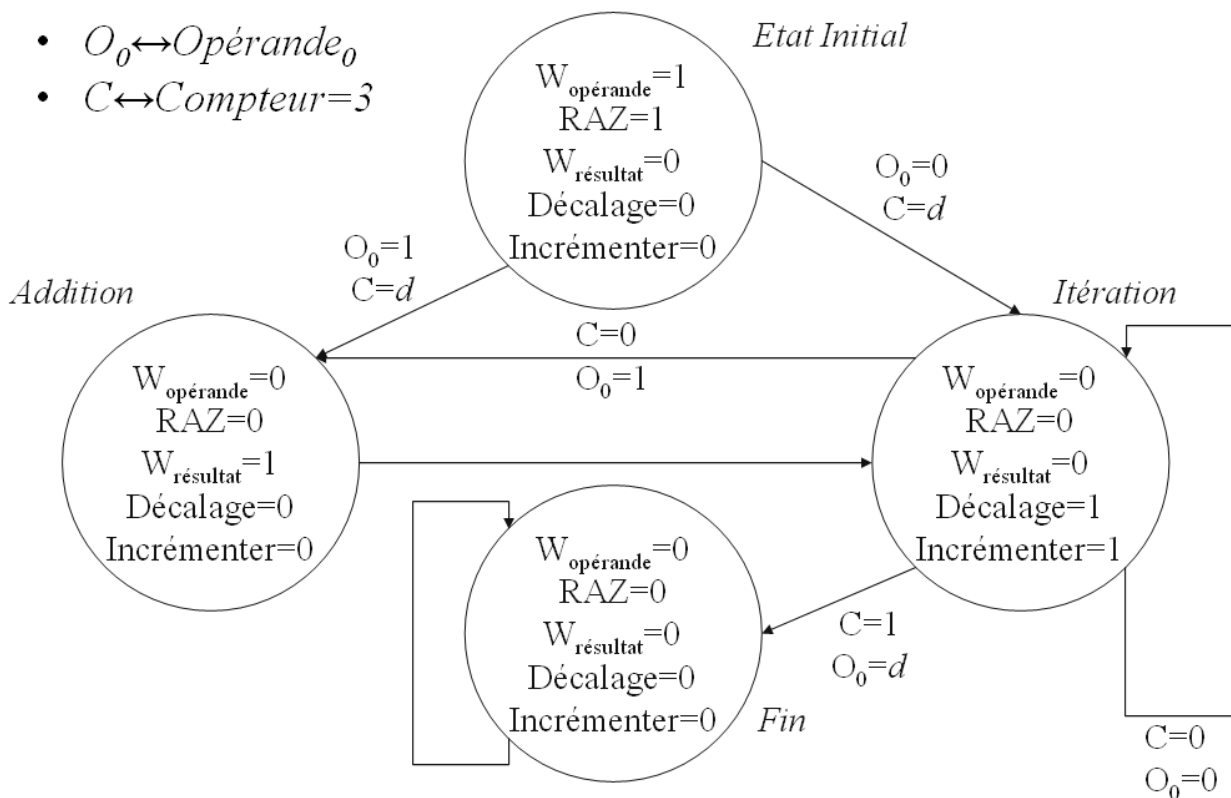 • O₀↔Opérande₀
• C↔Compteur=3
Etat Initial
Wopérande=1
RAZ=1
Wrésultat=0
Décalage=0
Incrémenter=0
O₀=0
C=d
O₀=1
C=d
Addition
Itération
C=0
O₀=1
Wopérande=0
RAZ=0
Wrésultat=1
Décalage=0
Incrémenter=0
Wopérande=0
RAZ=0
Wrésultat=0
Décalage=1
Incrémenter=1
Wopérande=0
RAZ=0
Wrésultat=0
Décalage=0
Incrémenter=0
Fin
C=1
O₀=d
C=0
O₀=0